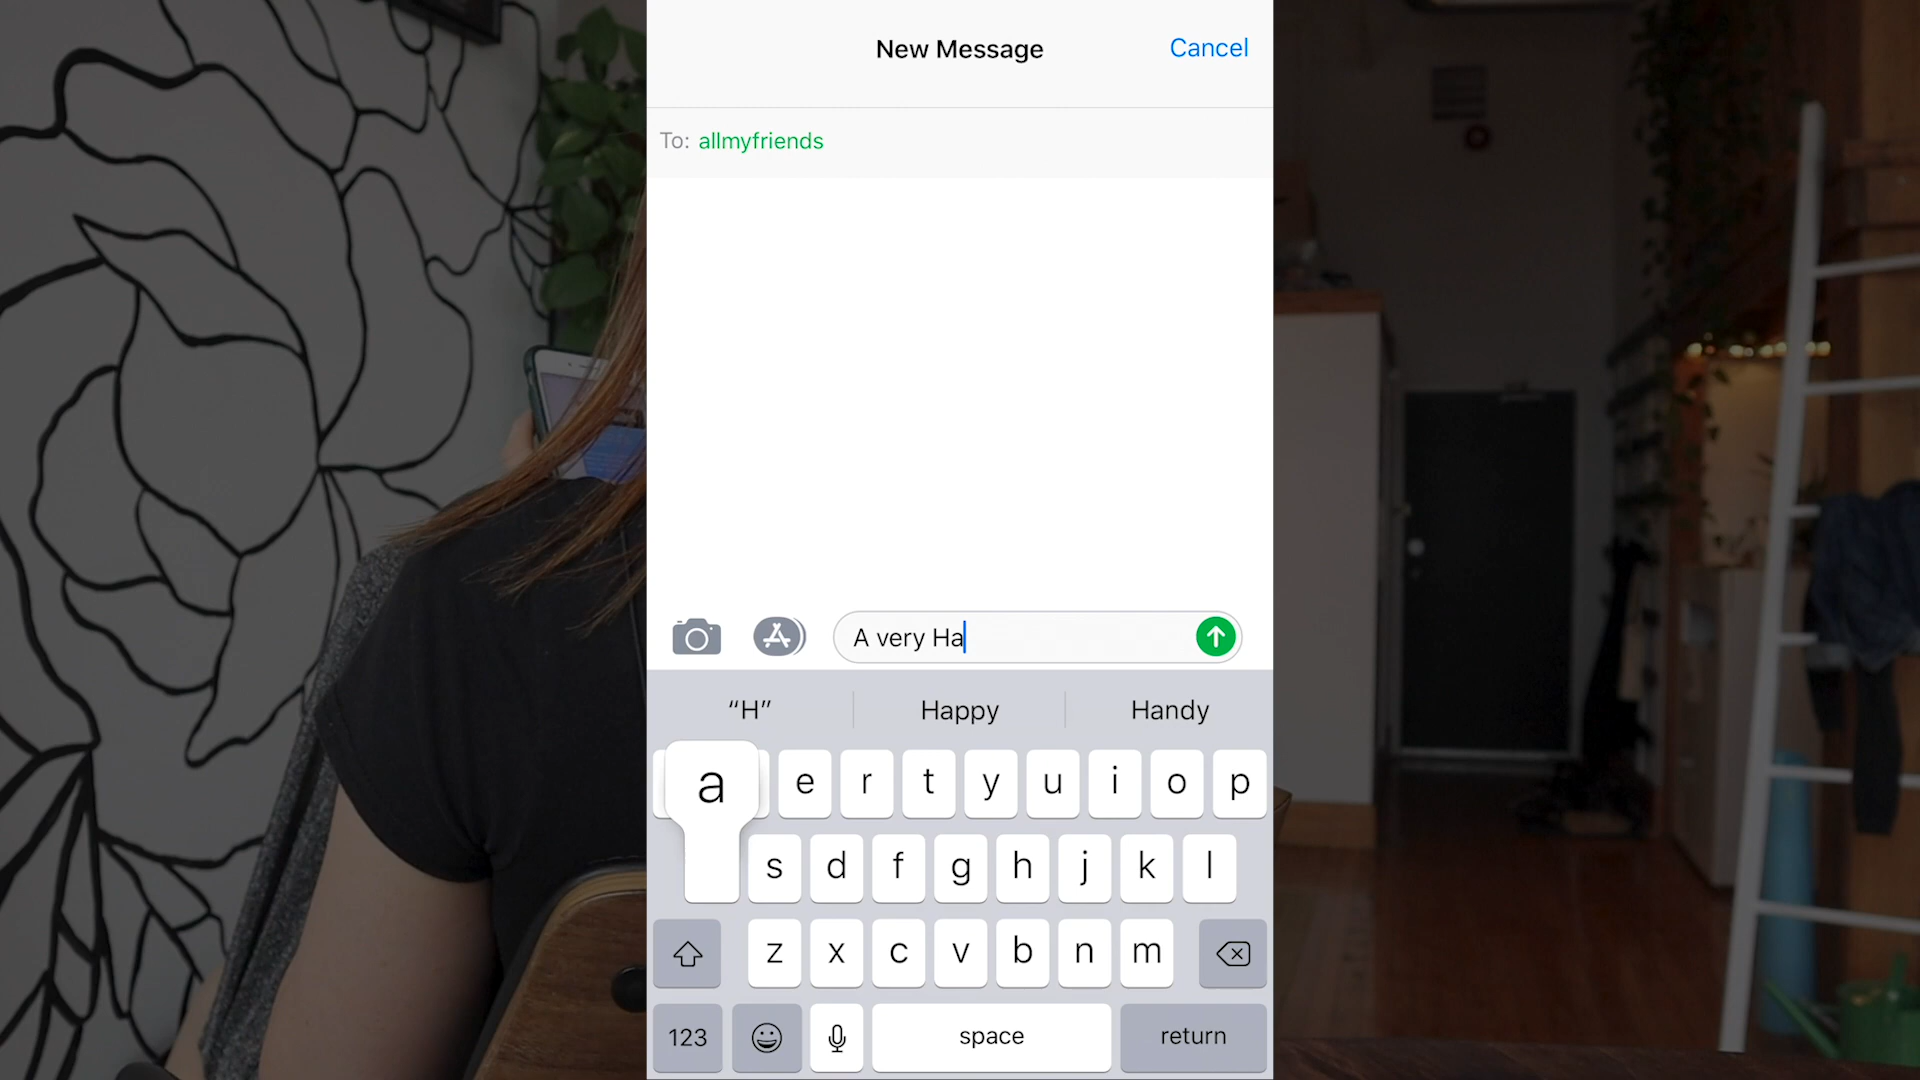 New Message
Cancel
To: allmyfriends
A very Ha
“H”
Happy
Handy
a e r t y u i o p
s d f g h j k l
z x c v b n m
123
space
return